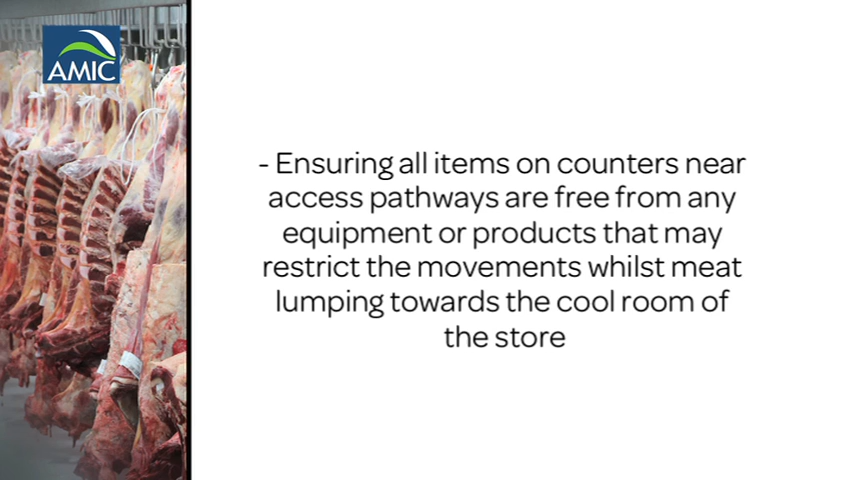 AMIC
- Ensuring all items on counters near
access pathways are free from any
equipment or products that may
restrict the movements whilst meat
lumping towards the cool room of
the store